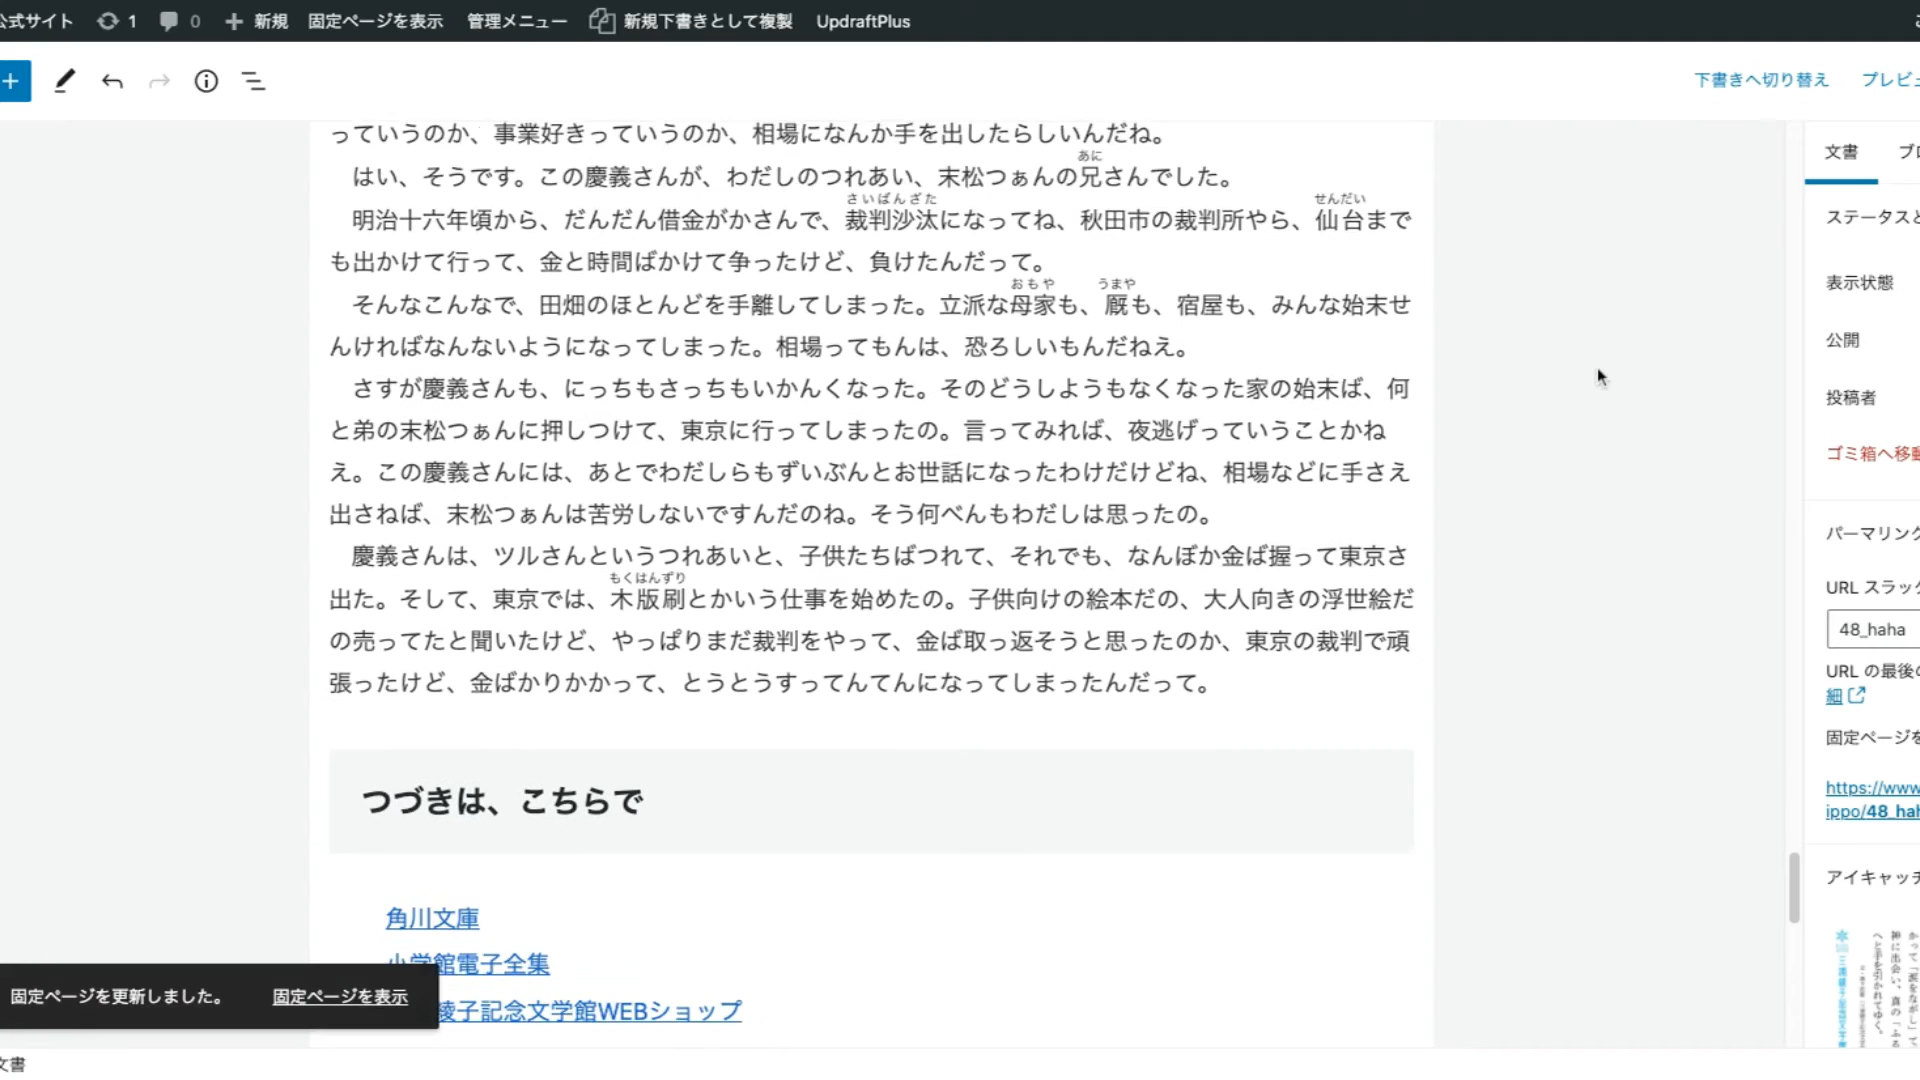 公式サイト 1 0 新規 固定ページを表示 管理メニュー 新規下書きとして複製 UpdraftPlus
下書きへ切り替え プレビュ
っていうのか、事業好きっていうのか、相場になんか手を出したらしいんだね。
あに
はい、そうです。この慶義さんが、わだしのつれあい、末松つぁんの兄さんでした。
さいばんざた せんだい
明治十六年頃から、だんだん借金がかさんで、裁判沙汰になってね、秋田市の裁判所やら、仙台まで
も出かけて行って、金と時間ばかけて争ったけど、負けたんだって。
おもや うまや
そんなこんなで、田畑のほとんどを手離してしまった。立派な母家も、厩も、宿屋も、みんな始末せ
んければなんないようになってしまった。相場ってもんは、恐ろしいもんだねえ。
さすが慶義さんも、にっちもさっちもいかんくなった。そのどうしようもなくなった家の始末ば、何
と弟の末松つぁんに押しつけて、東京に行ってしまったの。言ってみれば、夜逃げっていうことかね
え。この慶義さんには、あとでわだしらもずいぶんとお世話になったわけだけどね、相場などに手さえ
出さねば、末松つぁんは苦労しないですんだのね。そう何べんもわだしは思ったの。
慶義さんは、ツルさんというつれあいと、子供たちばつれて、それでも、なんぼか金ば握って東京さ
もくはんずり
出た。そして、東京では、木版刷とかいう仕事を始めたの。子供向けの絵本だの、大人向きの浮世絵だ
の売ってたと聞いたけど、やっぱりまだ裁判をやって、金ば取っ返そうと思ったのか、東京の裁判で頑
張ったけど、金ばかりかかって、とうとうすってんてんになってしまったんだって。
つづきは、こちらで
角川文庫
小学館電子全集
綾子記念文学館WEBショップ
固定ページを更新しました。 固定ページを表示
文書
文書 ブロ
ステータスと
表示状態
公開
投稿者
ゴミ箱へ移動
パーマリンク
URL スラッグ
48_haha
URL の最後の
細
固定ページを
https://www
ippo/48_hah
アイキャッチ